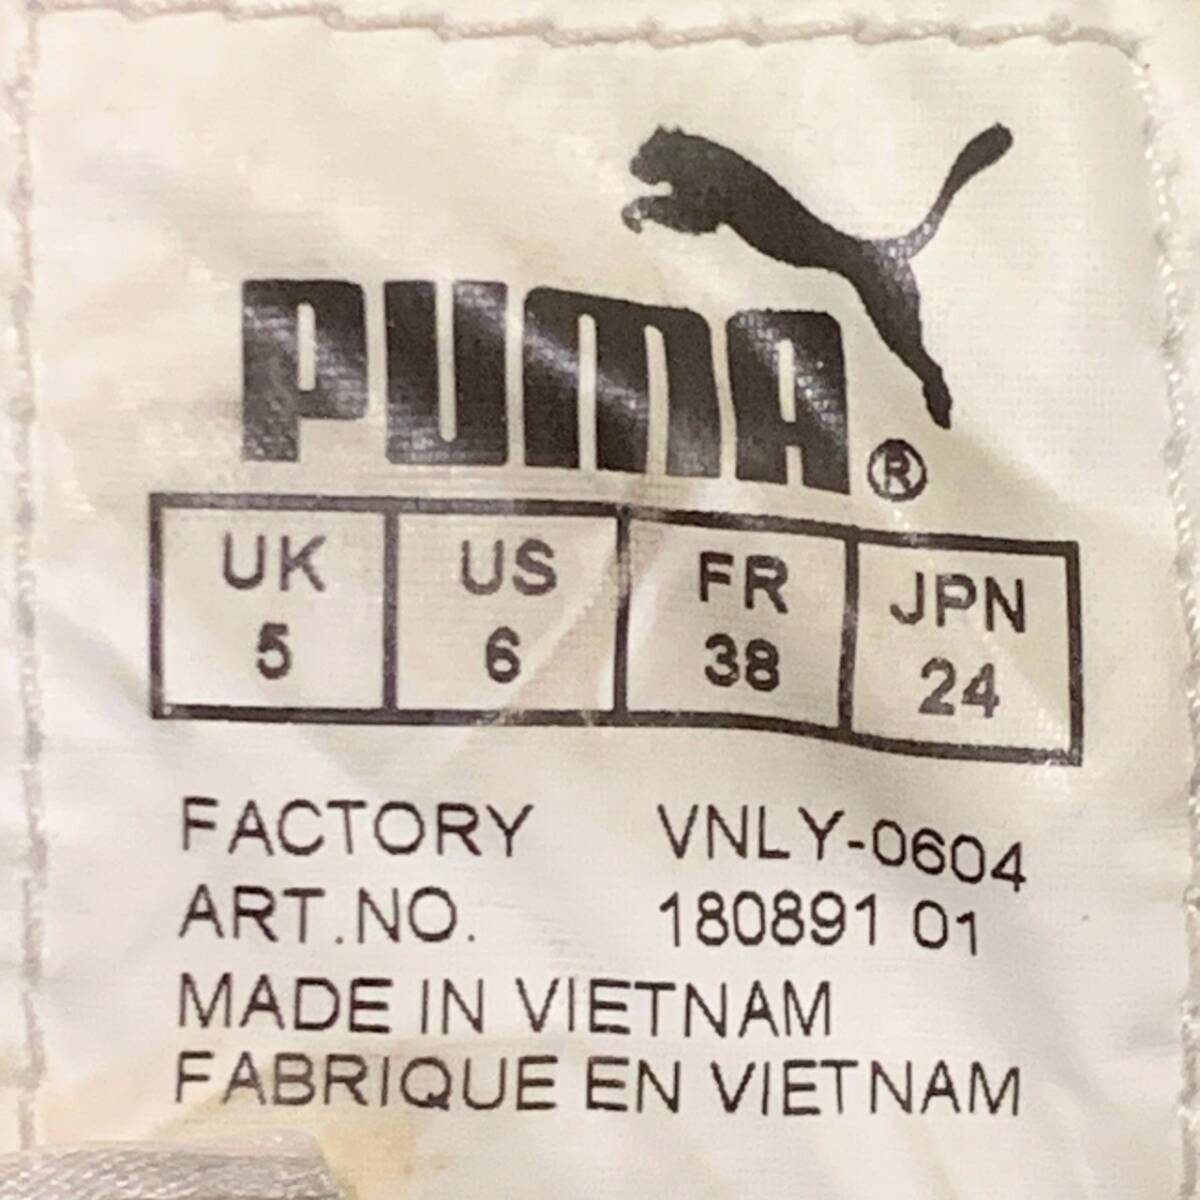 PUMA®
UK US FR JPN
5 6 38 24
FACTORY VNLY-0604
ART.NO. 180891 01
MADE IN VIETNAM
FABRIQUE EN VIETNAM